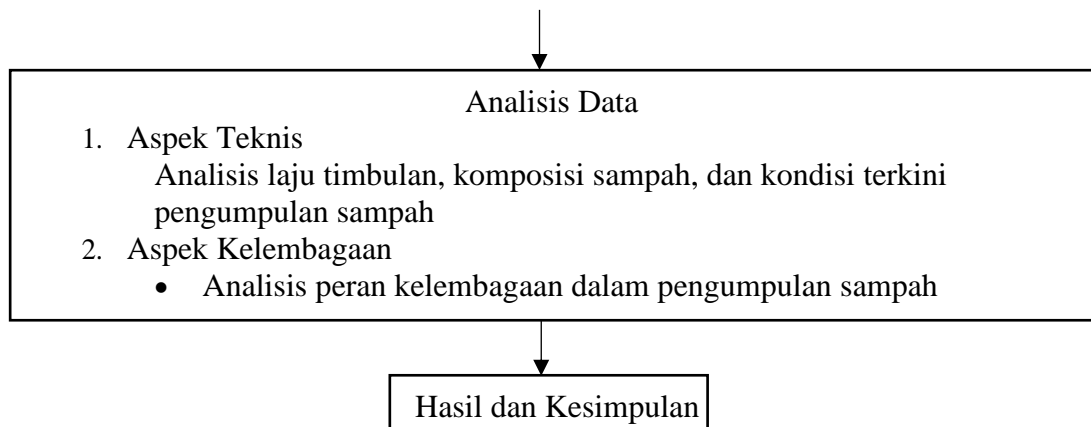 Analisis Data
1. Aspek Teknis
Analisis laju timbulan, komposisi sampah, dan kondisi terkini
pengumpulan sampah
2. Aspek Kelembagaan
• Analisis peran kelembagaan dalam pengumpulan sampah
Hasil dan Kesimpulan